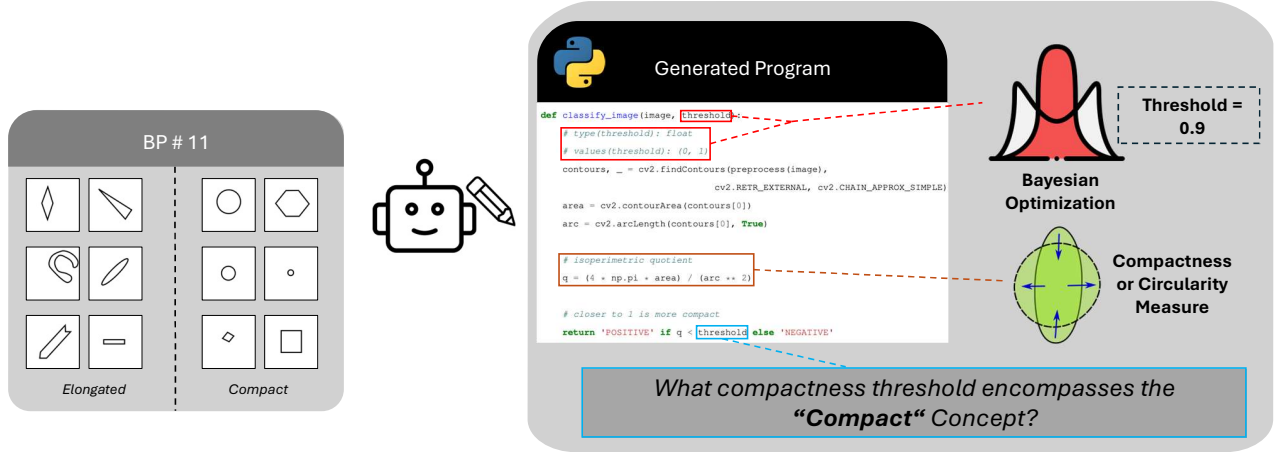 BP # 11
Elongated
Compact
Generated Program
def classify_image(image, threshold):
# type(threshold): float
# values(threshold): (0, 1)
contours, _ = cv2.findContours(preprocess(image),
cv2.RETR_EXTERNAL, cv2.CHAIN_APPROX_SIMPLE)
area = cv2.contourArea(contours[0])
arc = cv2.arcLength(contours[0], True)
# isoperimetric quotient
q = (4 * np.pi * area) / (arc ** 2)
# closer to 1 is more compact
return 'POSITIVE' if q < threshold else 'NEGATIVE'
Threshold =
0.9
Bayesian
Optimization
Compactness
or Circularity
Measure
What compactness threshold encompasses the
“Compact“ Concept?